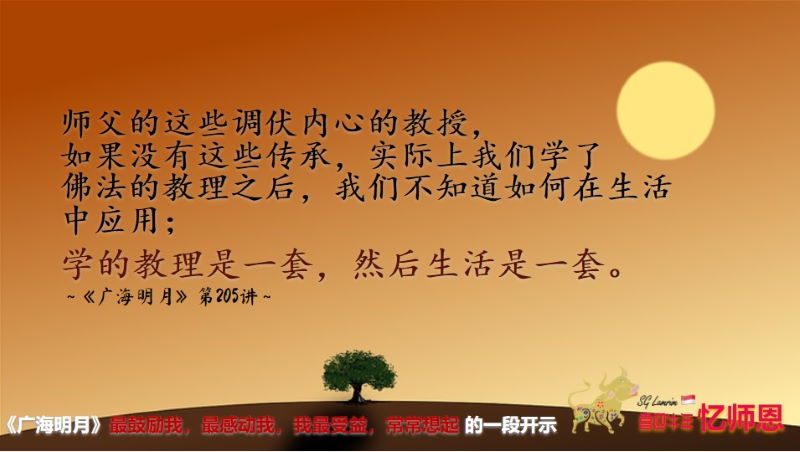 师父的这些调伏内心的教授，
如果没有这些传承，实际上我们学了
佛法的教理之后，我们不知道如何在生活
中应用；
学的教理是一套，然后生活是一套。
~《广海明月》第205讲~
SG Lamrim
忆师恩
《广海明月》最鼓励我，最感动我，我最受益，常常想起 的一段开示